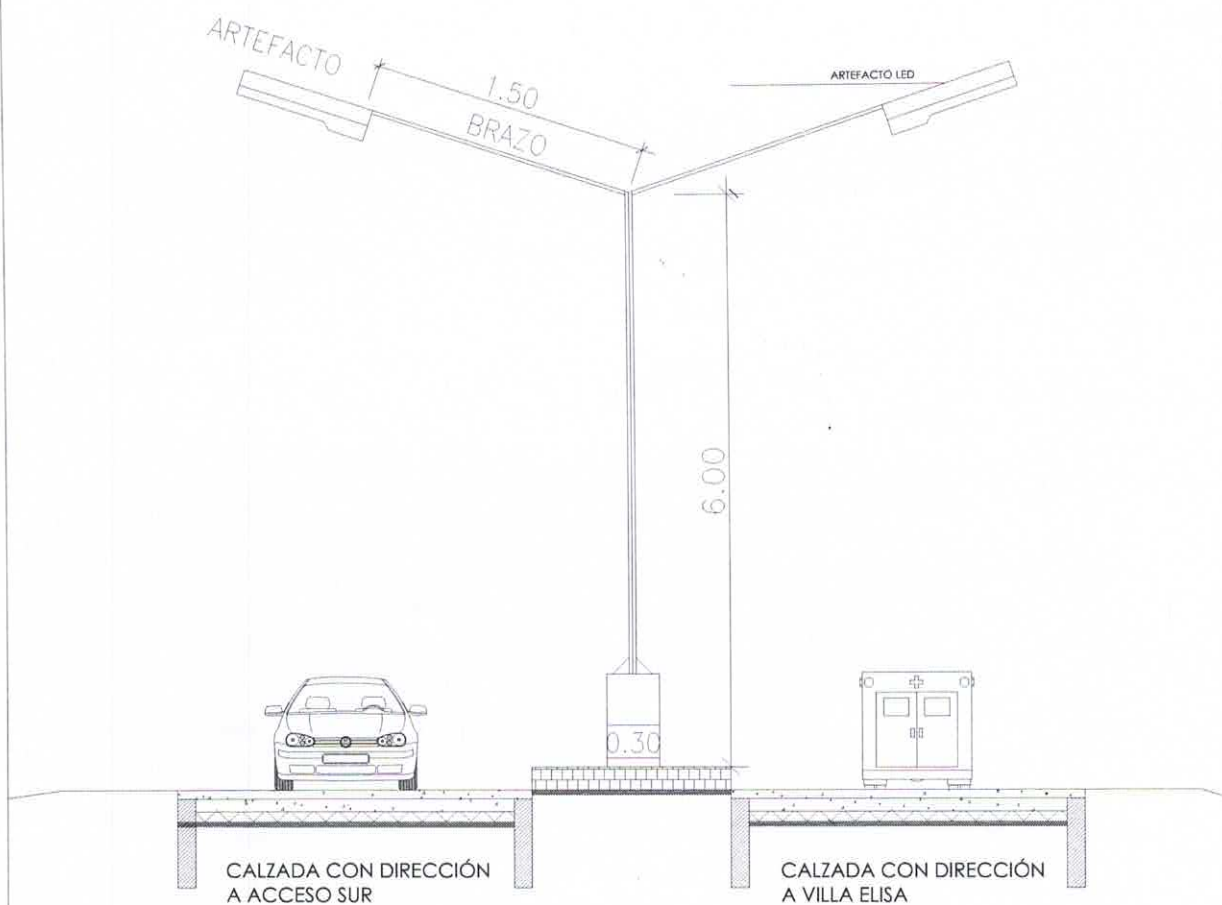 ARTEFACTO
1.50
BRAZO
ARTEFACTO LED
6.00
0.30
CALZADA CON DIRECCIÓN
A ACCESO SUR
CALZADA CON DIRECCIÓN
A VILLA ELISA